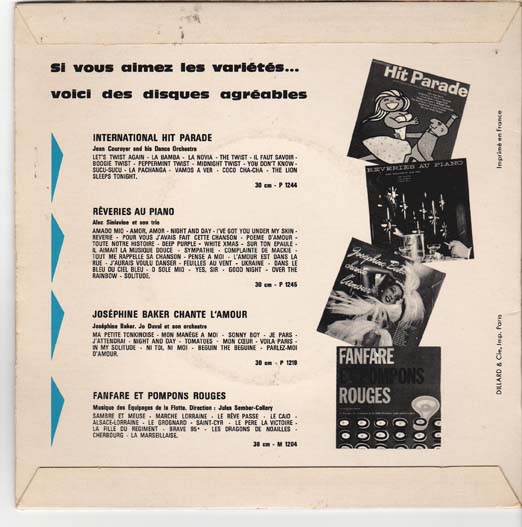 Si vous aimez les variétés...
voici des disques agréables
INTERNATIONAL HIT PARADE
Jean Couroyer and his Dance Orchestra
LET'S TWIST AGAIN - LA BAMBA - LA NOVIA - THE TWIST - IL FAUT SAVOIR -
BOOGIE TWIST - PEPPERMINT TWIST - MIDNIGHT TWIST - YOU DON'T KNOW -
SUCU-SUCU - LA PACHANGA - VAMOS A VER - COCO CHA-CHA - THE LION
SLEEPS TONIGHT.
30 cm - P 1244
RÊVERIES AU PIANO
Alec Siniavine et son trio
AMADO MIO - AMOR, AMOR - NIGHT AND DAY - I'VE GOT YOU UNDER MY SKIN -
REVERIE - POUR VOUS J'AVAIS FAIT CETTE CHANSON - POEME D'AMOUR -
TOUTE NOTRE HISTOIRE - DEEP PURPLE - WHITE XMAS - SUR TON EPAULE -
IL AIMAIT LA MUSIQUE DOUCE - SYMPATHIE - COMPLAINTE DE MACKIE -
TOUT ME RAPPELLE SA CHANSON - PENSE A MOI - L'AMOUR EST DANS LA
RUE - J'AURAIS VOULU DANSER - FEUILLES AU VENT - UKRAINE - DANS LE
BLEU DU CIEL BLEU - O SOLE MIO - YES, SIR - GOOD NIGHT - OVER THE
RAINBOW - SOLITUDE.
30 cm - P 1245
JOSÉPHINE BAKER CHANTE L'AMOUR
Joséphine Baker. Jo Duval et son orchestre
MA PETITE TONKINOISE - MON MANÈGE A MOI - SONNY BOY - JE PARS -
J'ATTENDRAI - NIGHT AND DAY - TOMATOES - MON CŒUR - VOILA PARIS -
IN MY SOLITUDE - NI TOI, NI MOI - BEGUIN THE BEGUINE - PARLEZ-MOI
D'AMOUR.
30 cm - P 1219
FANFARE ET POMPONS ROUGES
Musique des Équipages de la Flotte. Direction : Jules Semler-Collery
SAMBRE ET MEUSE - MARCHE LORRAINE - LE RÊVE PASSE - LE CAID -
ALSACE-LORRAINE - LE GROGNARD - SAINT-CYR - LE PERE LA VICTOIRE -
LA FILLE DU REGIMENT - BRAVE 95e - LES DRAGONS DE NOAILLES -
CHERBOURG - LA MARSEILLAISE.
30 cm - M 1204
Hit Parade
REVERIES AU PIANO
Joséphine Baker
chante
l'amour
FANFARE
ET POMPONS
ROUGES
Imprimé en France
DILLARD & Cie, Imp. Paris